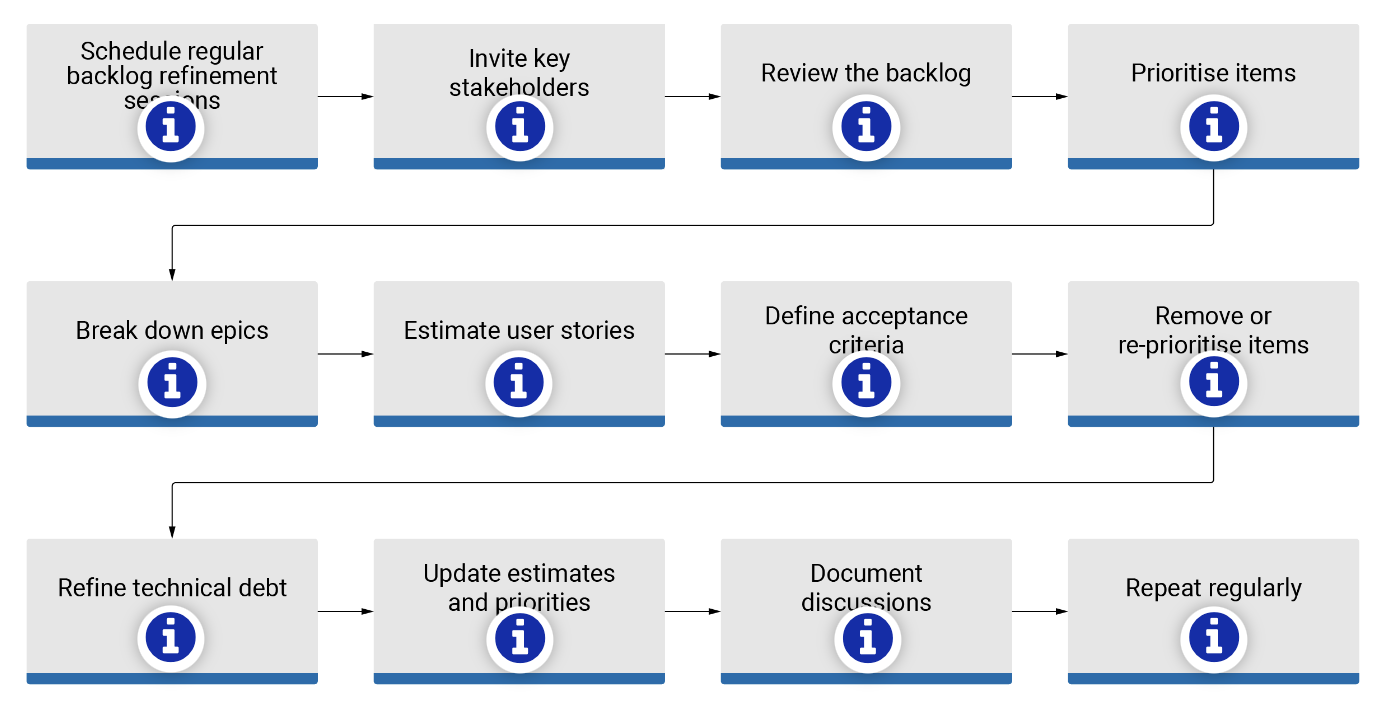 Schedule regular
backlog refinement
sessions
Invite key
stakeholders
Review the backlog
Prioritise items
Break down epics
Estimate user stories
Define acceptance
criteria
Remove or
re-prioritise items
Refine technical debt
Update estimates
and priorities
Document
discussions
Repeat regularly